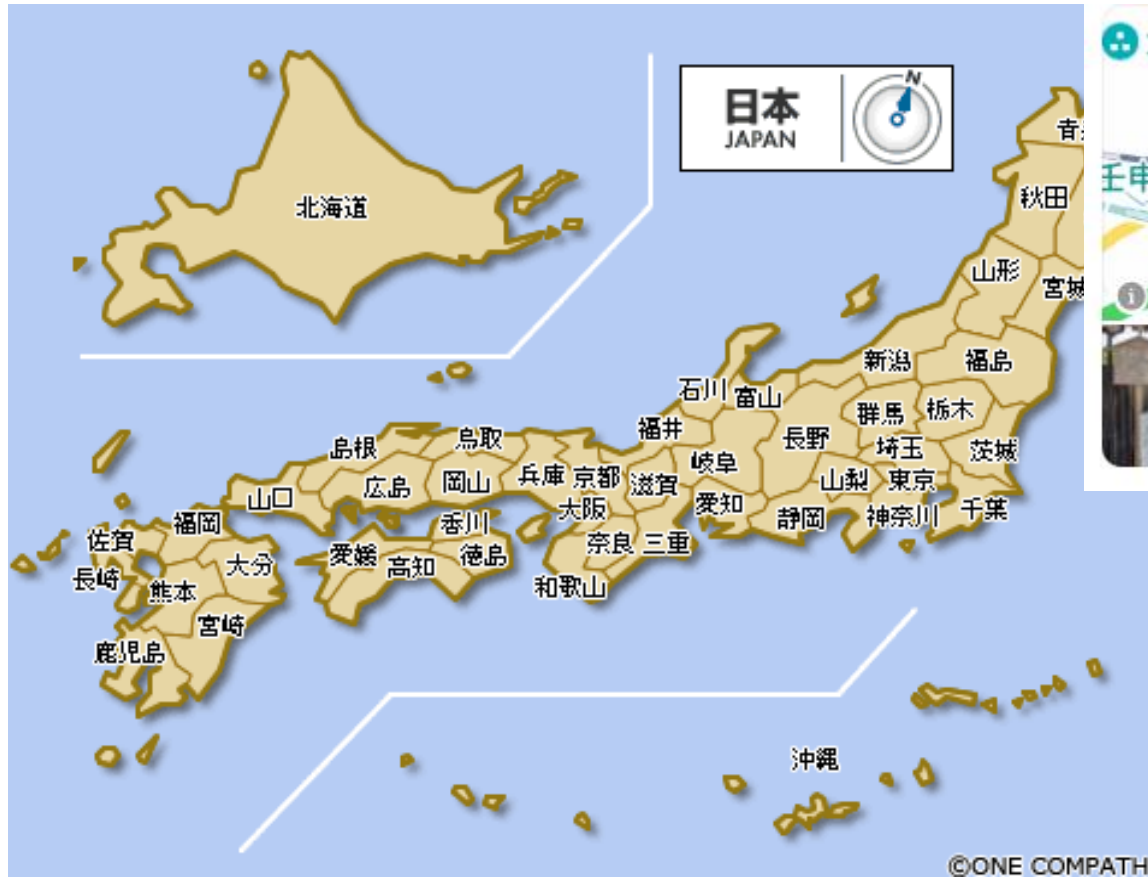 日本
JAPAN
N
北海道
青
秋田
山形
宮城
新潟
福島
石川
富山
群馬
栃木
福井
長野
埼玉
茨城
島根
鳥取
岐阜
兵庫
京都
滋賀
山梨
東京
山口
広島
岡山
愛知
大阪
静岡
神奈川
千葉
福岡
香川
佐賀
奈良
三重
愛媛
高知
徳島
大分
長崎
熊本
和歌山
宮崎
鹿児島
沖縄
壬申
©ONE COMPATH